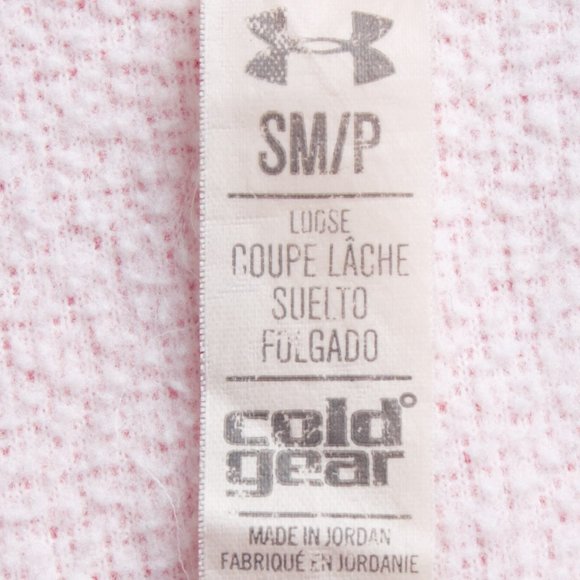 SM/P
LOOSE
COUPE LÂCHE
SUELTO
FOLGADO
cold°
gear
MADE IN JORDAN
FABRIQUÉ EN JORDANIE